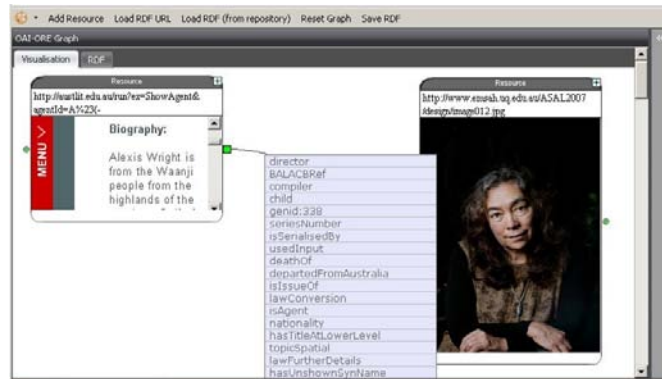 Add Resource Load RDF URL Load RDF (from repository) Reset Graph Save RDF
OAI-ORE Graph
Visualisation RDF
Resource
http://austlit.edu.au/run?ex=ShowAgent&
agentId=A%23(-
MENU >
Biography:
Alexis Wright is
from the Waanji
people from the
highlands of the
director
BALACBRef
compiler
child
genid:338
seriesNumber
isSerialisedBy
usedInput
deathOf
departedFromAustralia
isIssueOf
lawConversion
isAgent
nationality
hasTitleAtLowerLevel
topicSpatial
lawFurtherDetails
hasUnshownSynName
Resource
http://www.emsah.uq.edu.au/ASAL2007
/design/image012.jpg